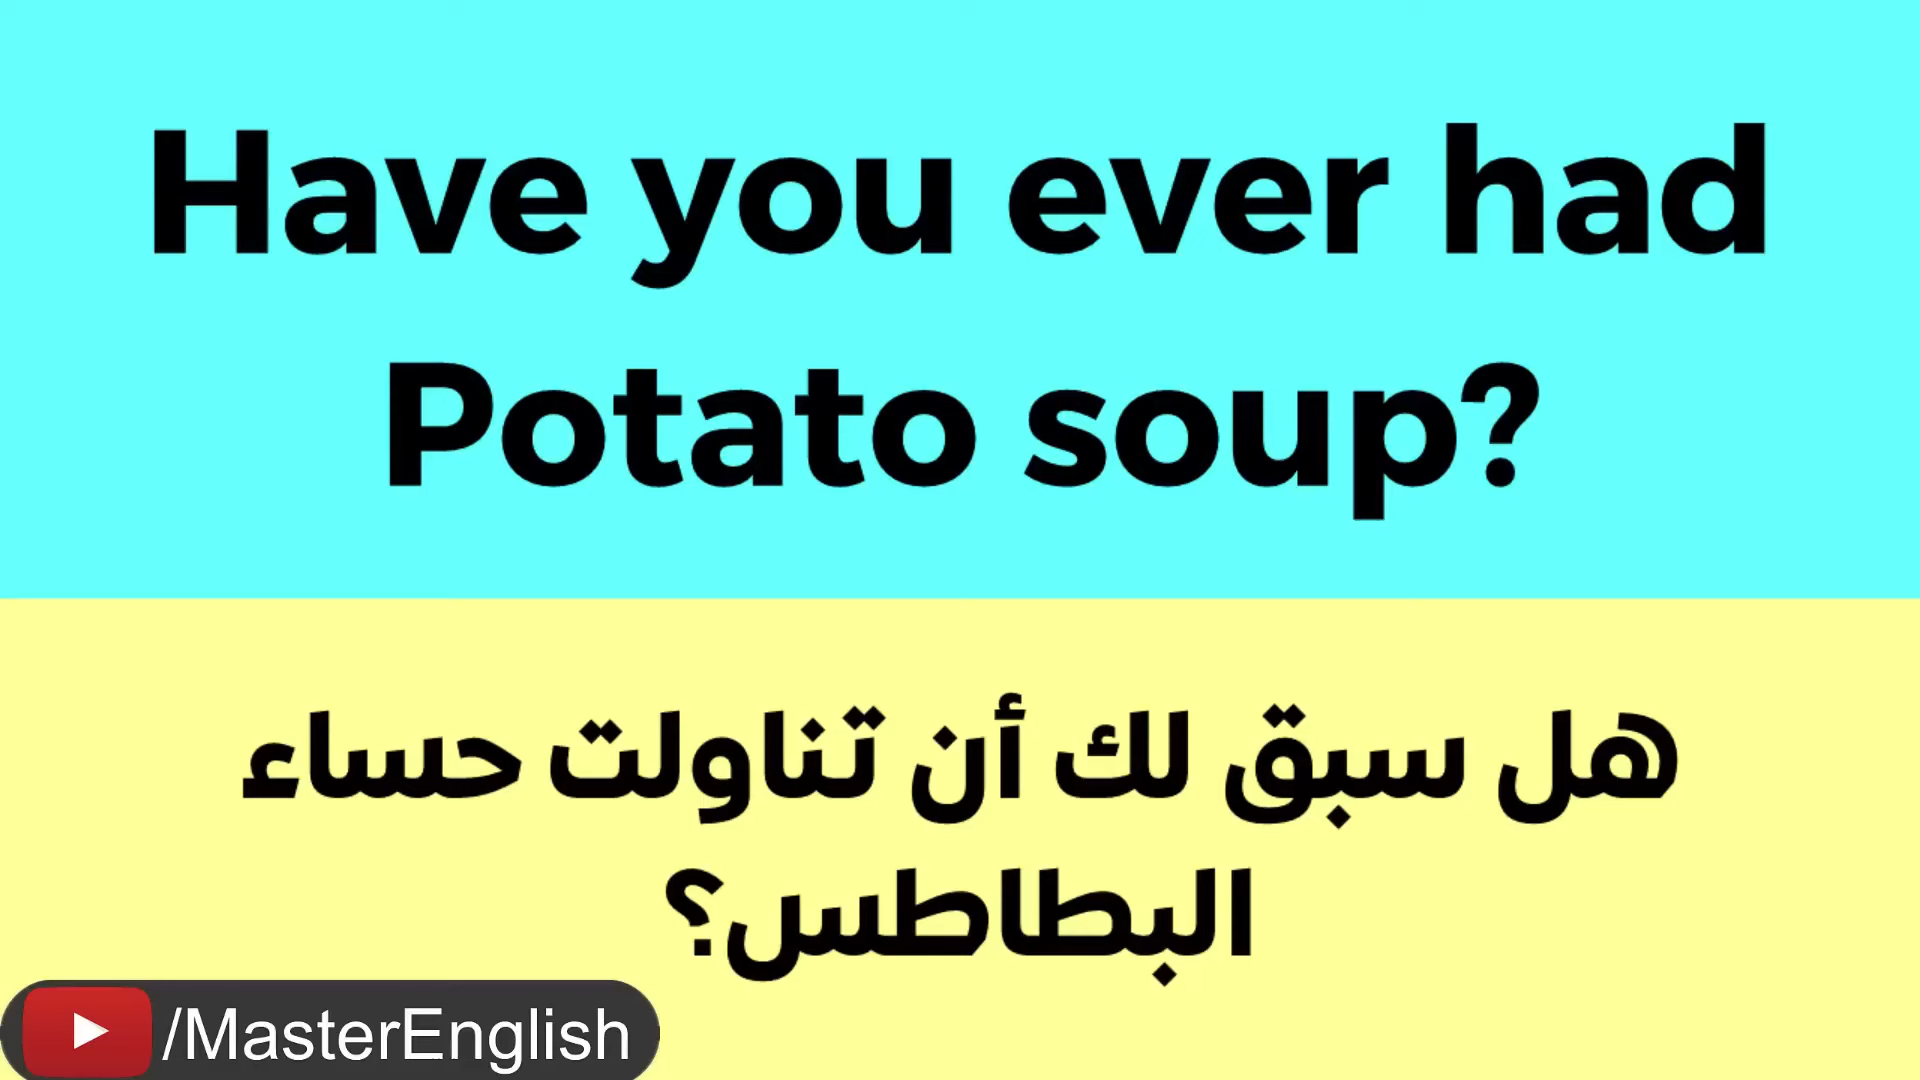 Have you ever had
Potato soup?
هل سبق لك أن تناولت حساء
البطاطس؟
/MasterEnglish